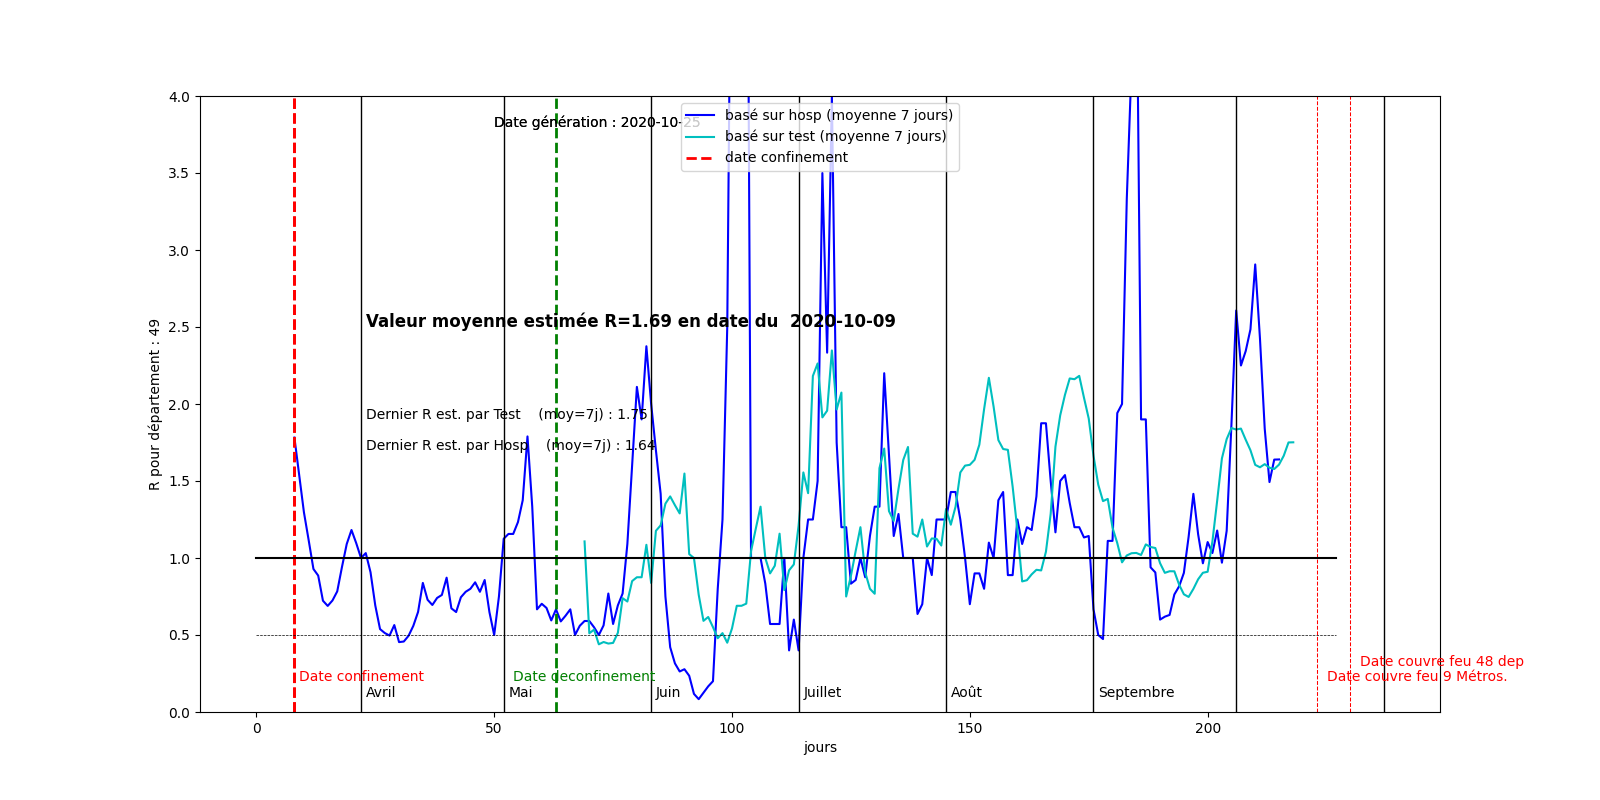 4.0
3.5
3.0
2.5
2.0
1.5
1.0
0.5
0.0
R pour département : 49
Date génération : 2020-10-25
basé sur hosp (moyenne 7 jours)
basé sur test (moyenne 7 jours)
date confinement
Valeur moyenne estimée R=1.69 en date du  2020-10-09
Dernier R est. par Test    (moy=7j) : 1.75
Dernier R est. par Hosp    (moy=7j) : 1.64
Date couvre feu 48 dep
Date confinement
Date deconfinement
Date couvre feu 9 Métros.
Avril
Mai
Juin
Juillet
Août
Septembre
0
50
100
150
200
jours